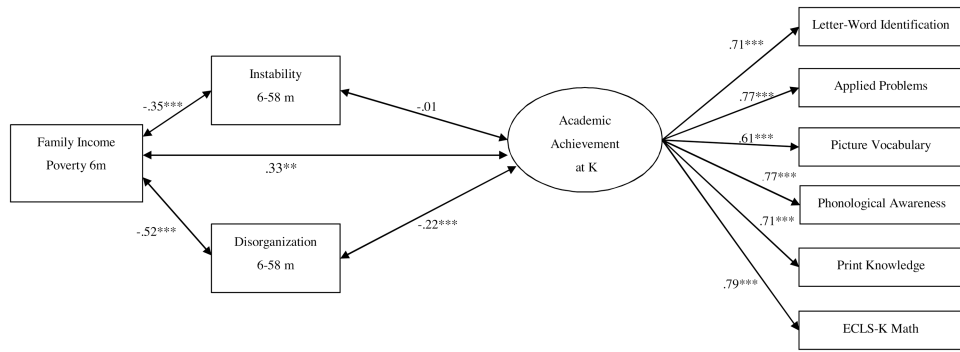 Letter-Word Identification
.71***
Instability
6-58 m
Applied Problems
.77***
-.35***
-.01
Academic
Achievement
at K
Family Income
Poverty 6m
.33**
.61***
Picture Vocabulary
.77***
Phonological Awareness
-.52***
-.22***
.71***
Disorganization
6-58 m
Print Knowledge
.79***
ECLS-K Math